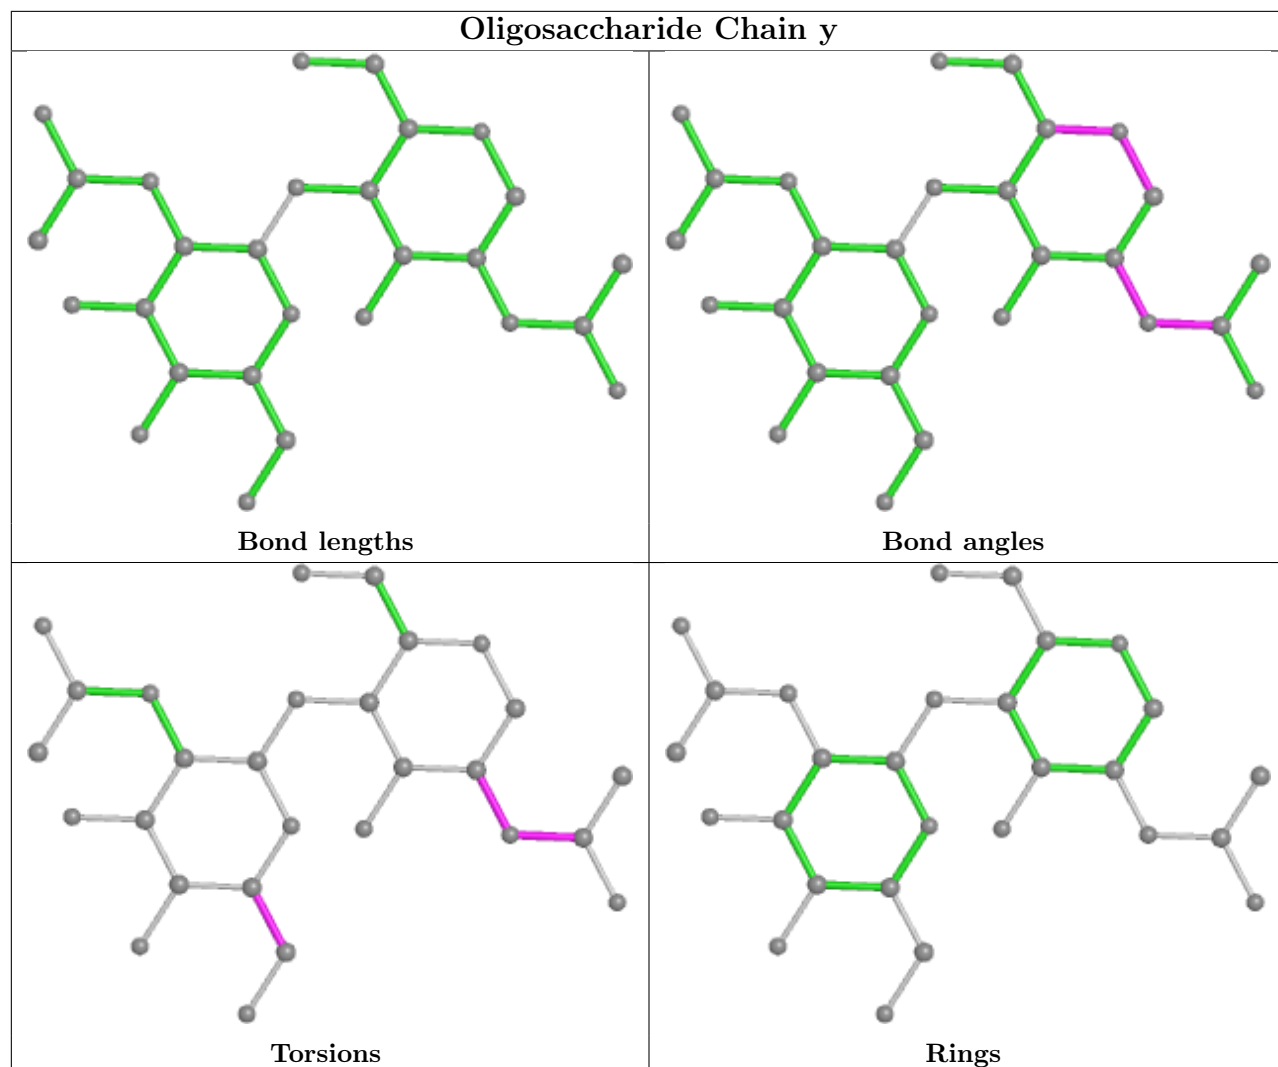 Oligosaccharide Chain y
Bond lengths
Bond angles
Torsions
Rings